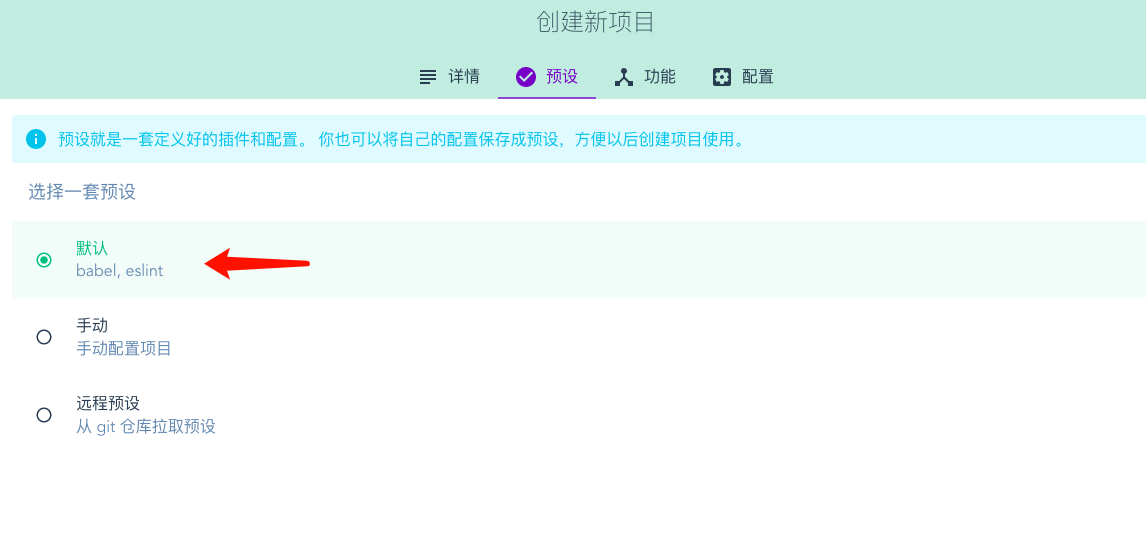 创建新项目
详情 预设 功能 配置
预设就是一套定义好的插件和配置。 你也可以将自己的配置保存成预设，方便以后创建项目使用。
选择一套预设
默认
babel, eslint
手动
手动配置项目
远程预设
从 git 仓库拉取预设